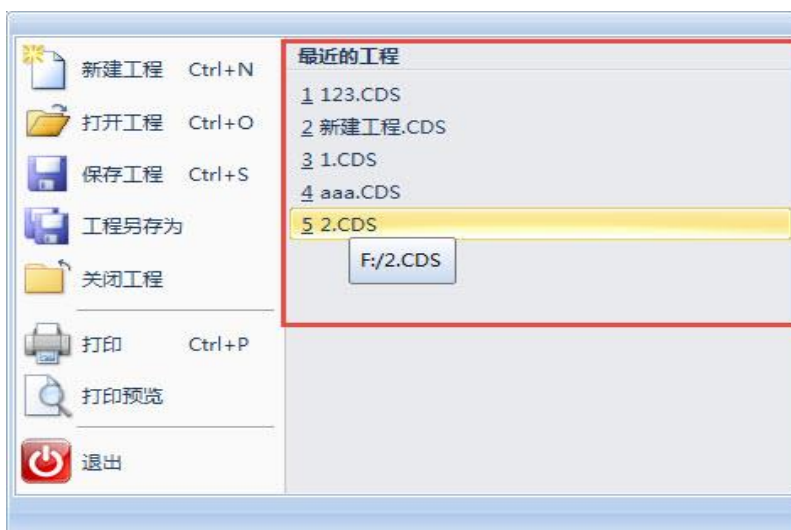 新建工程 Ctrl+N
打开工程 Ctrl+O
保存工程 Ctrl+S
工程另存为
关闭工程
打印 Ctrl+P
打印预览
退出
最近的工程
1 123.CDS
2 新建工程.CDS
3 1.CDS
4 aaa.CDS
5 2.CDS
F:/2.CDS